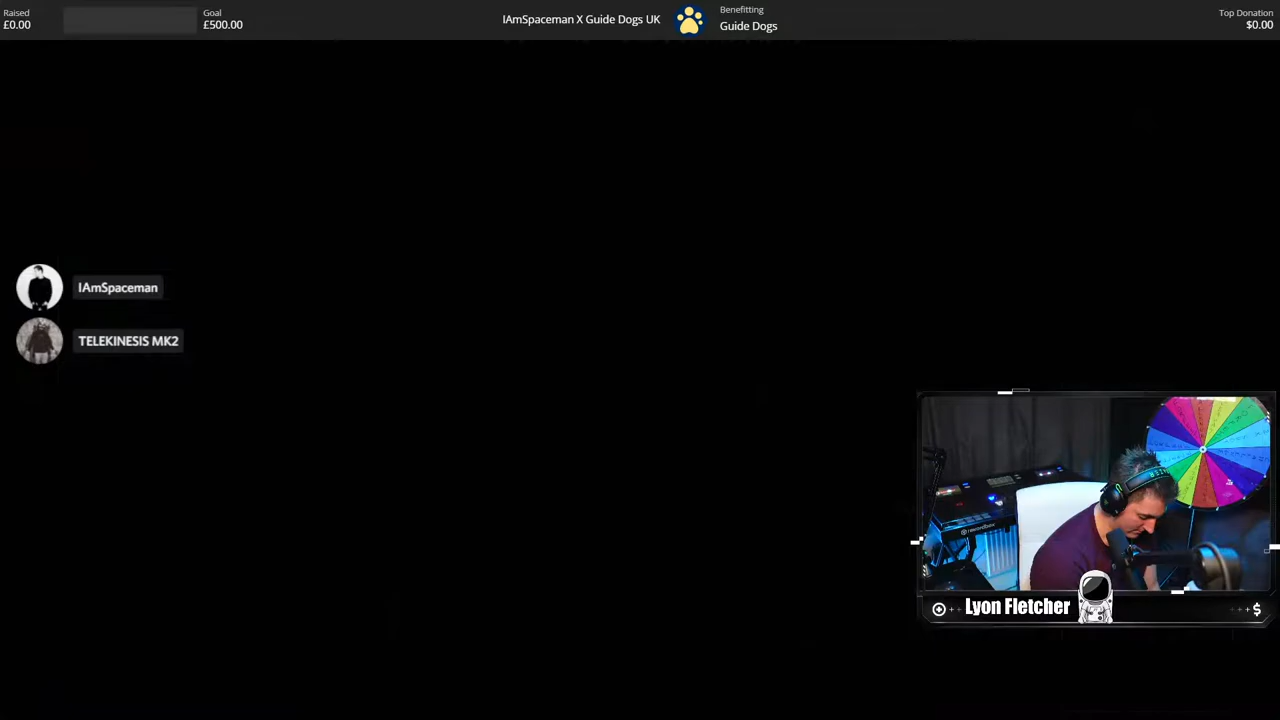 Raised
£0.00
Goal
£500.00
IAmSpaceman X Guide Dogs UK
Benefitting
Guide Dogs
Top Donation
$0.00
IAmSpaceman
TELEKINESIS MK2
rekordbox
Lyon Fletcher
$